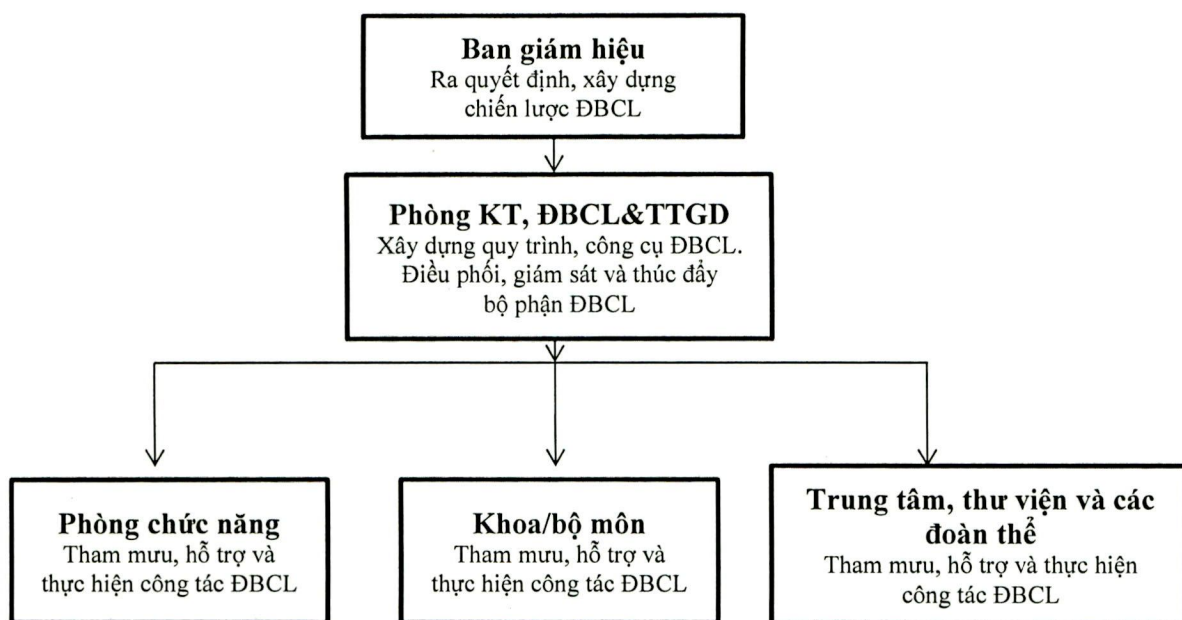 Ban giám hiệu
Ra quyết định, xây dựng
chiến lược ĐBCL
Phòng KT, ĐBCL&TTGD
Xây dựng quy trình, công cụ ĐBCL.
Điều phối, giám sát và thúc đẩy
bộ phận ĐBCL
Phòng chức năng
Tham mưu, hỗ trợ và
thực hiện công tác ĐBCL
Khoa/bộ môn
Tham mưu, hỗ trợ và
thực hiện công tác ĐBCL
Trung tâm, thư viện và các
đoàn thể
Tham mưu, hỗ trợ và thực hiện
công tác ĐBCL